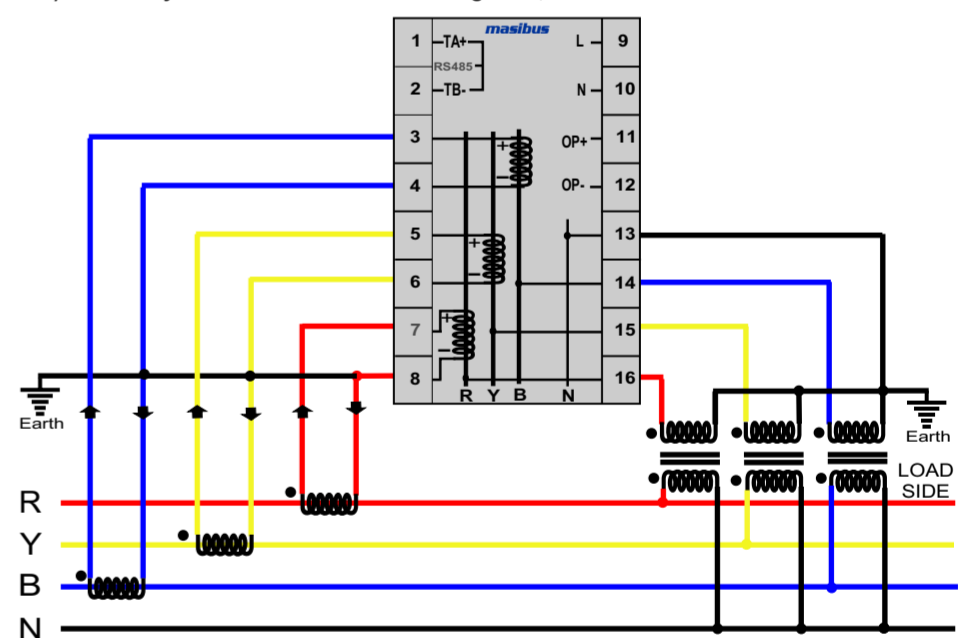 masibus
1 TA+ L 9
RS485
2 TB- N 10
3 + OP+ 11
4 − OP- 12
5 + 13
6 − 14
7 + 15
8 − 16
R Y B N
Earth
Earth
LOAD
SIDE
R
Y
B
N